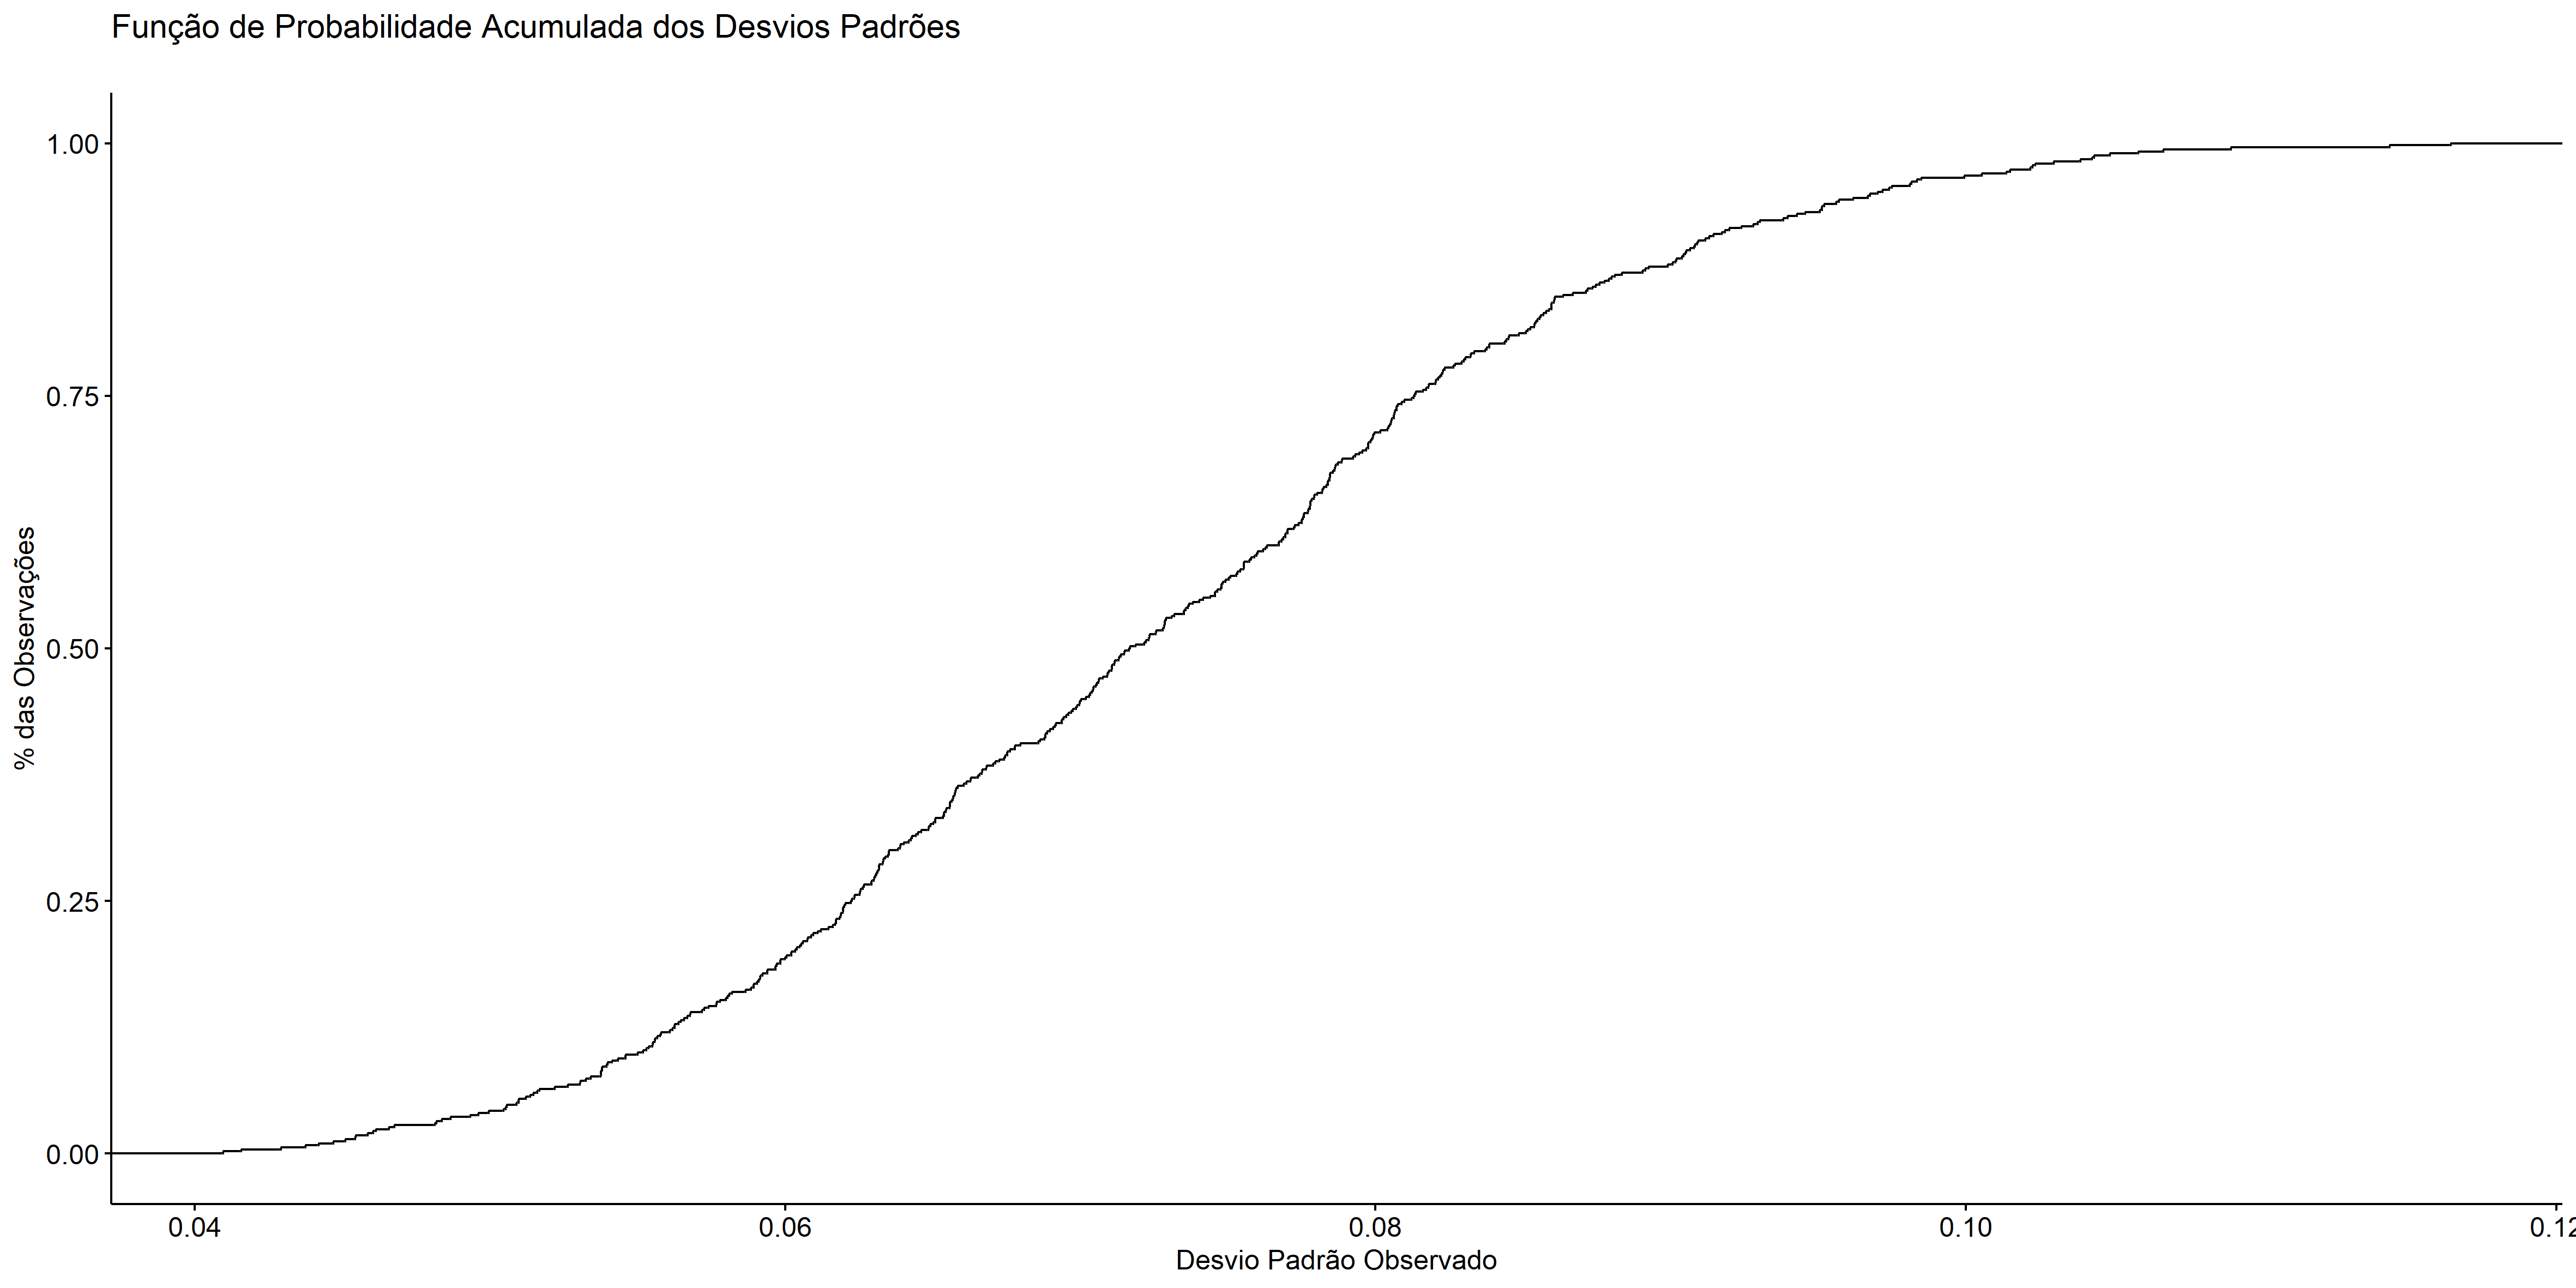 Função de Probabilidade Acumulada dos Desvios Padrões
1.00
0.75
0.50
0.25
0.00
% das Observações
0.04 0.06 0.08 0.10 0.12
Desvio Padrão Observado